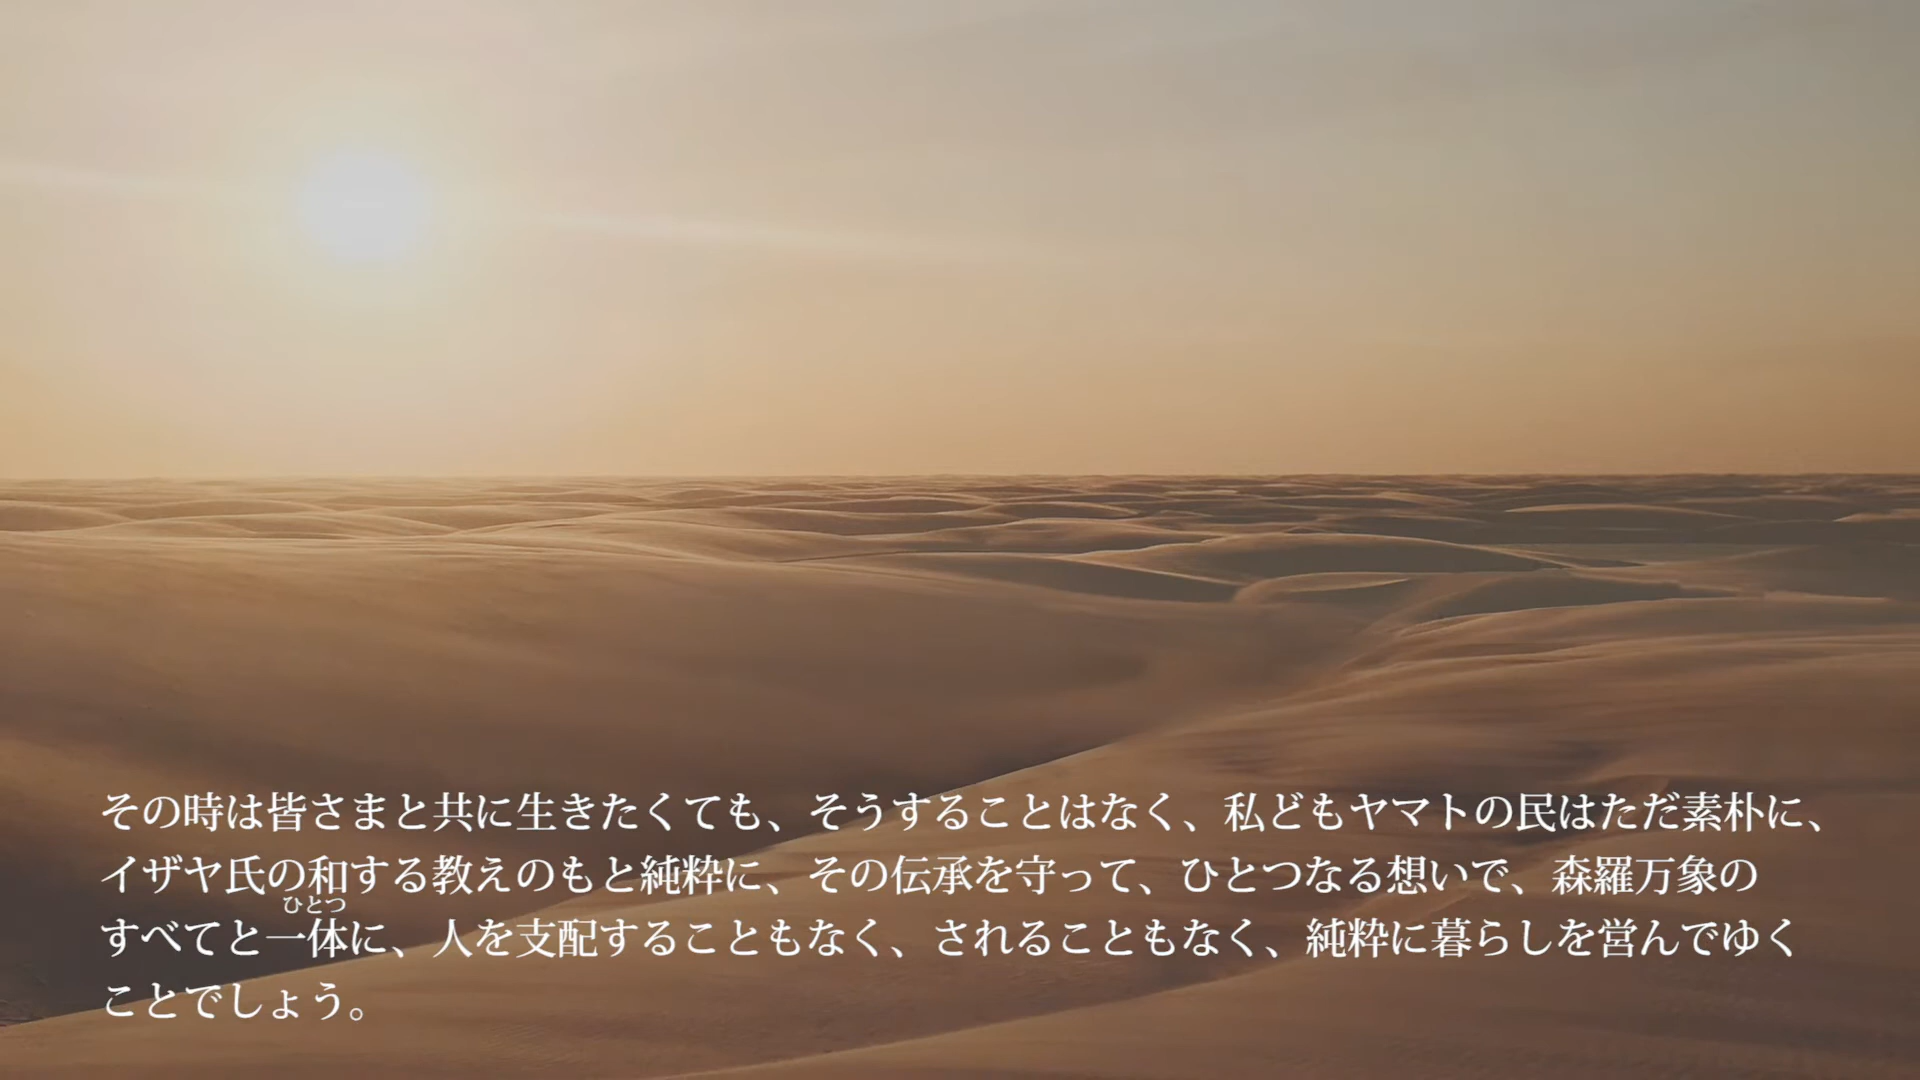 その時は皆さまと共に生きたくても、そうすることはなく、私どもヤマトの民はただ素朴に、
イザヤ氏の和する教えのもと純粋に、その伝承を守って、ひとつなる想いで、森羅万象の
ひとつ
すべてと一体に、人を支配することもなく、されることもなく、純粋に暮らしを営んでゆく
ことでしょう。